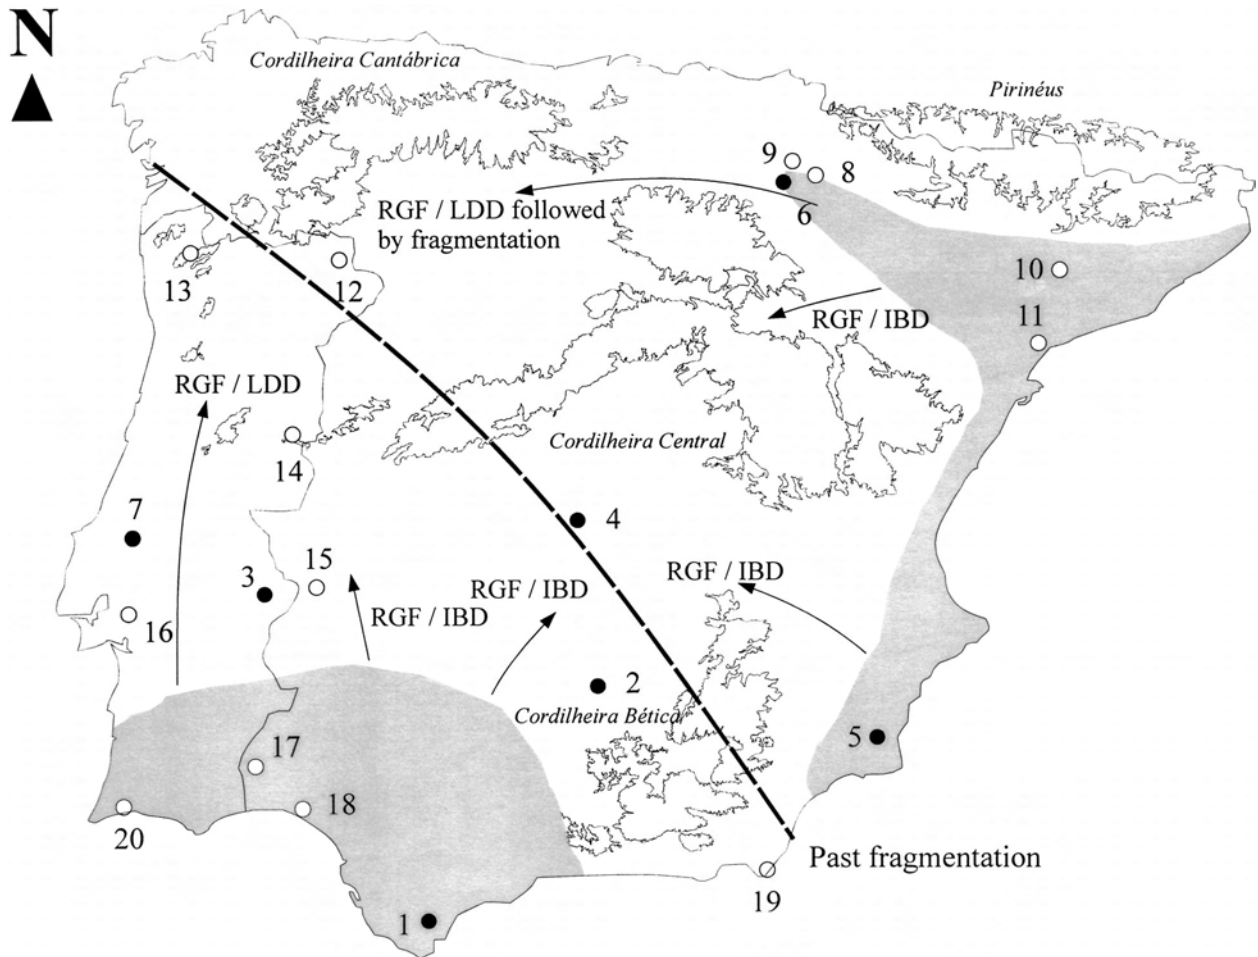 N
Cordilheira Cantábrica
Pirinéus
9
8
6
RGF / LDD followed
by fragmentation
13
12
10
11
RGF / IBD
RGF / LDD
14
Cordilheira Central
7
4
3
15
16
RGF / IBD
RGF / IBD
RGF / IBD
2
Cordilheira Bética
5
17
18
20
Past fragmentation
19
1